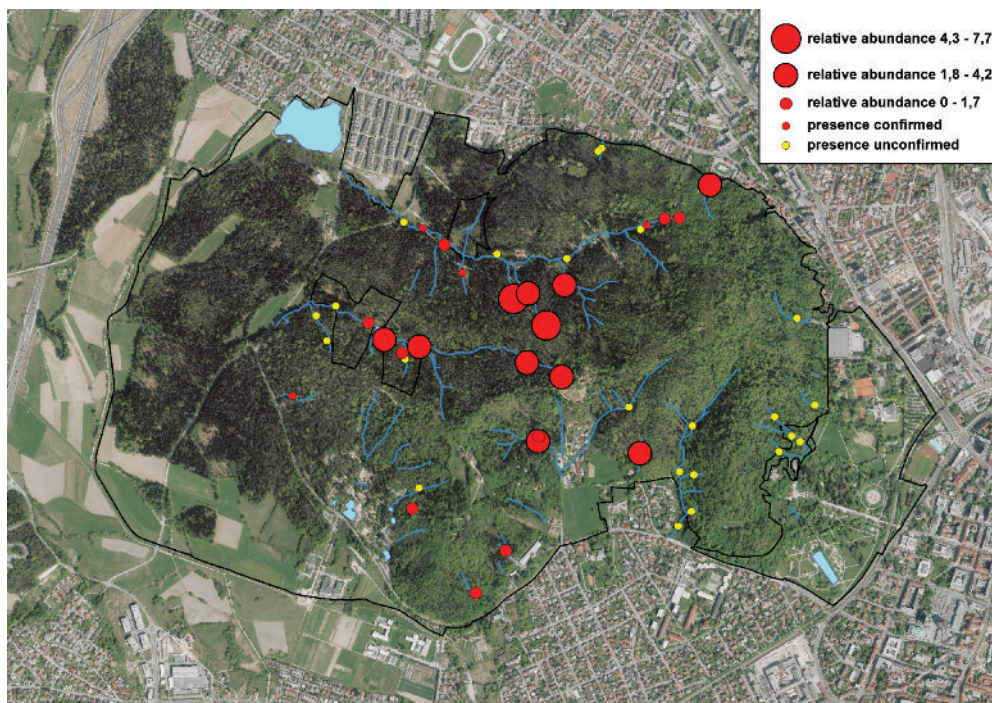 relative abundance 4,3 - 7,7
relative abundance 1,8 - 4,2
relative abundance 0 - 1,7
presence confirmed
presence unconfirmed